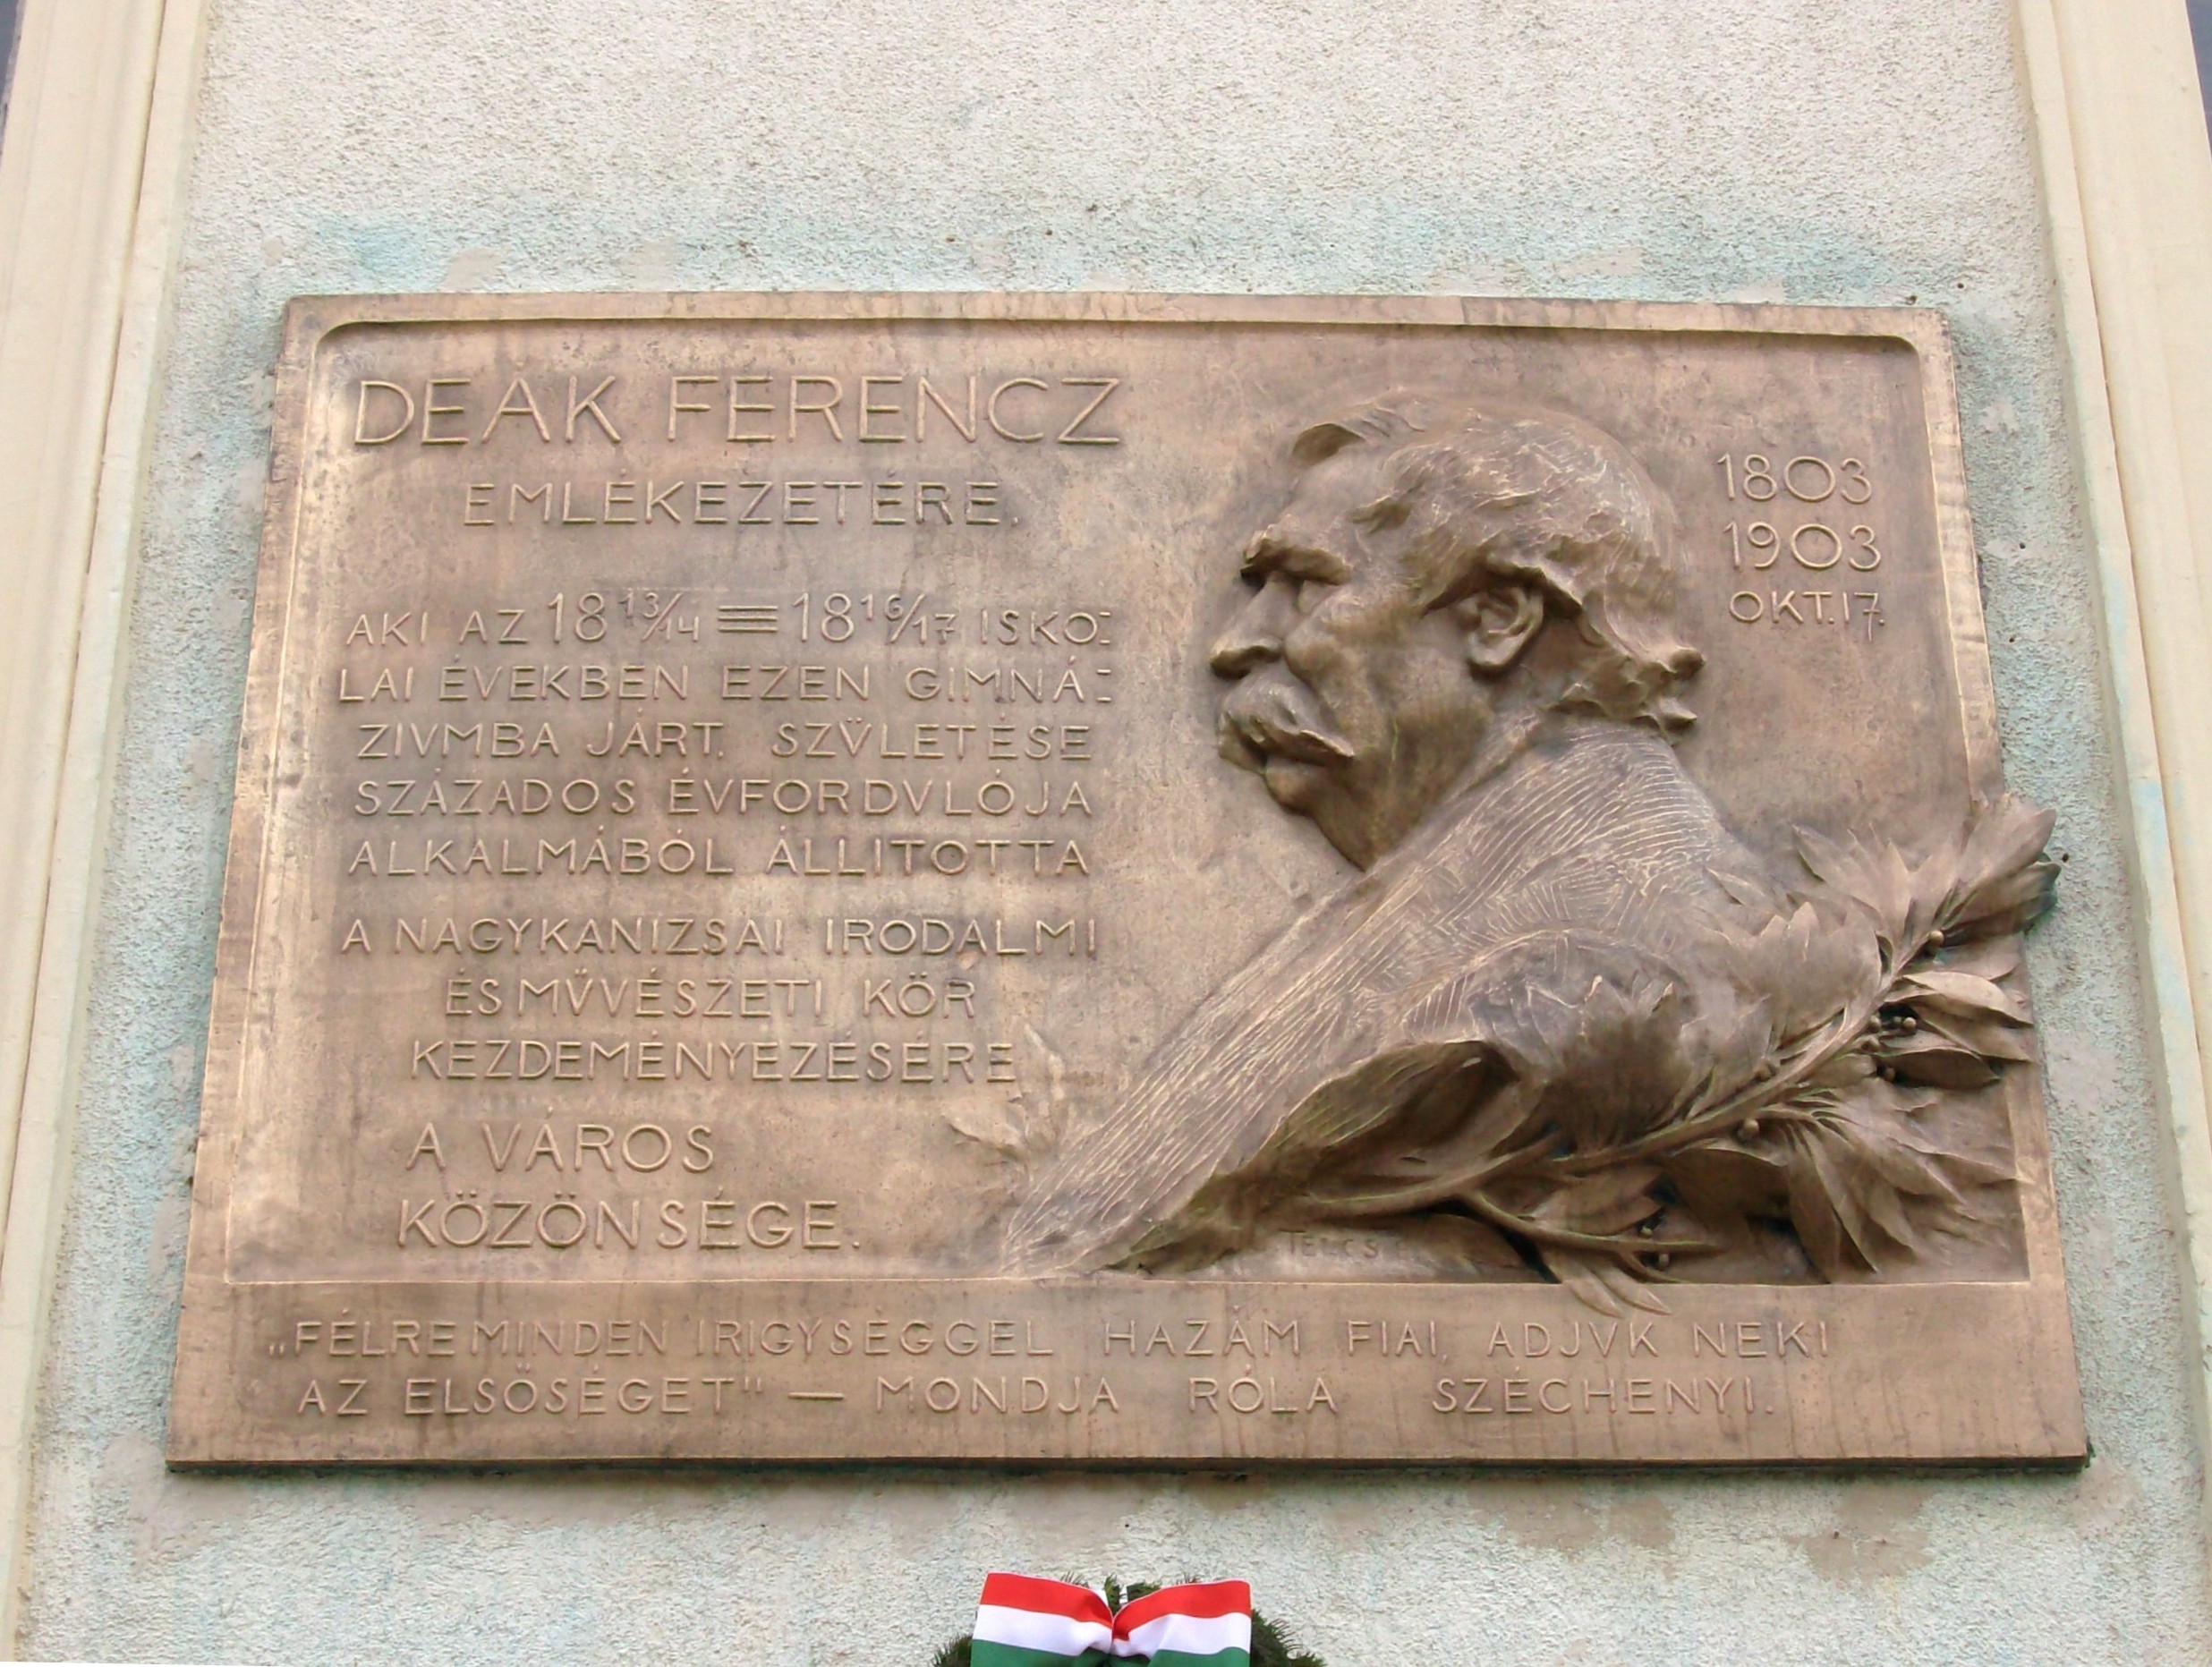 DEÁK FERENCZ
EMLÉKEZETÉRE,
AKI AZ 18 13/14 = 18 16/17 ISKO=
LAI ÉVEKBEN EZEN GIMNÁ=
ZIVMBA JÁRT. SZÜLETÉSE
SZÁZADOS ÉVFORDVLÓJA
ALKALMÁBÓL ÁLLITOTTA
A NAGYKANIZSAI IRODALMI
ÉS MŰVÉSZETI KÖR
KEZDEMÉNYEZÉSÉRE
A VÁROS
KÖZÖNSÉGE.
1803
1903
OKT. 17.
TELCS
„FÉLRE MINDEN IRIGYSÉGGEL HAZÁM FIAI, ADJVK NEKI
AZ ELSŐSÉGET" — MONDJA RÓLA SZÉCHENYI.